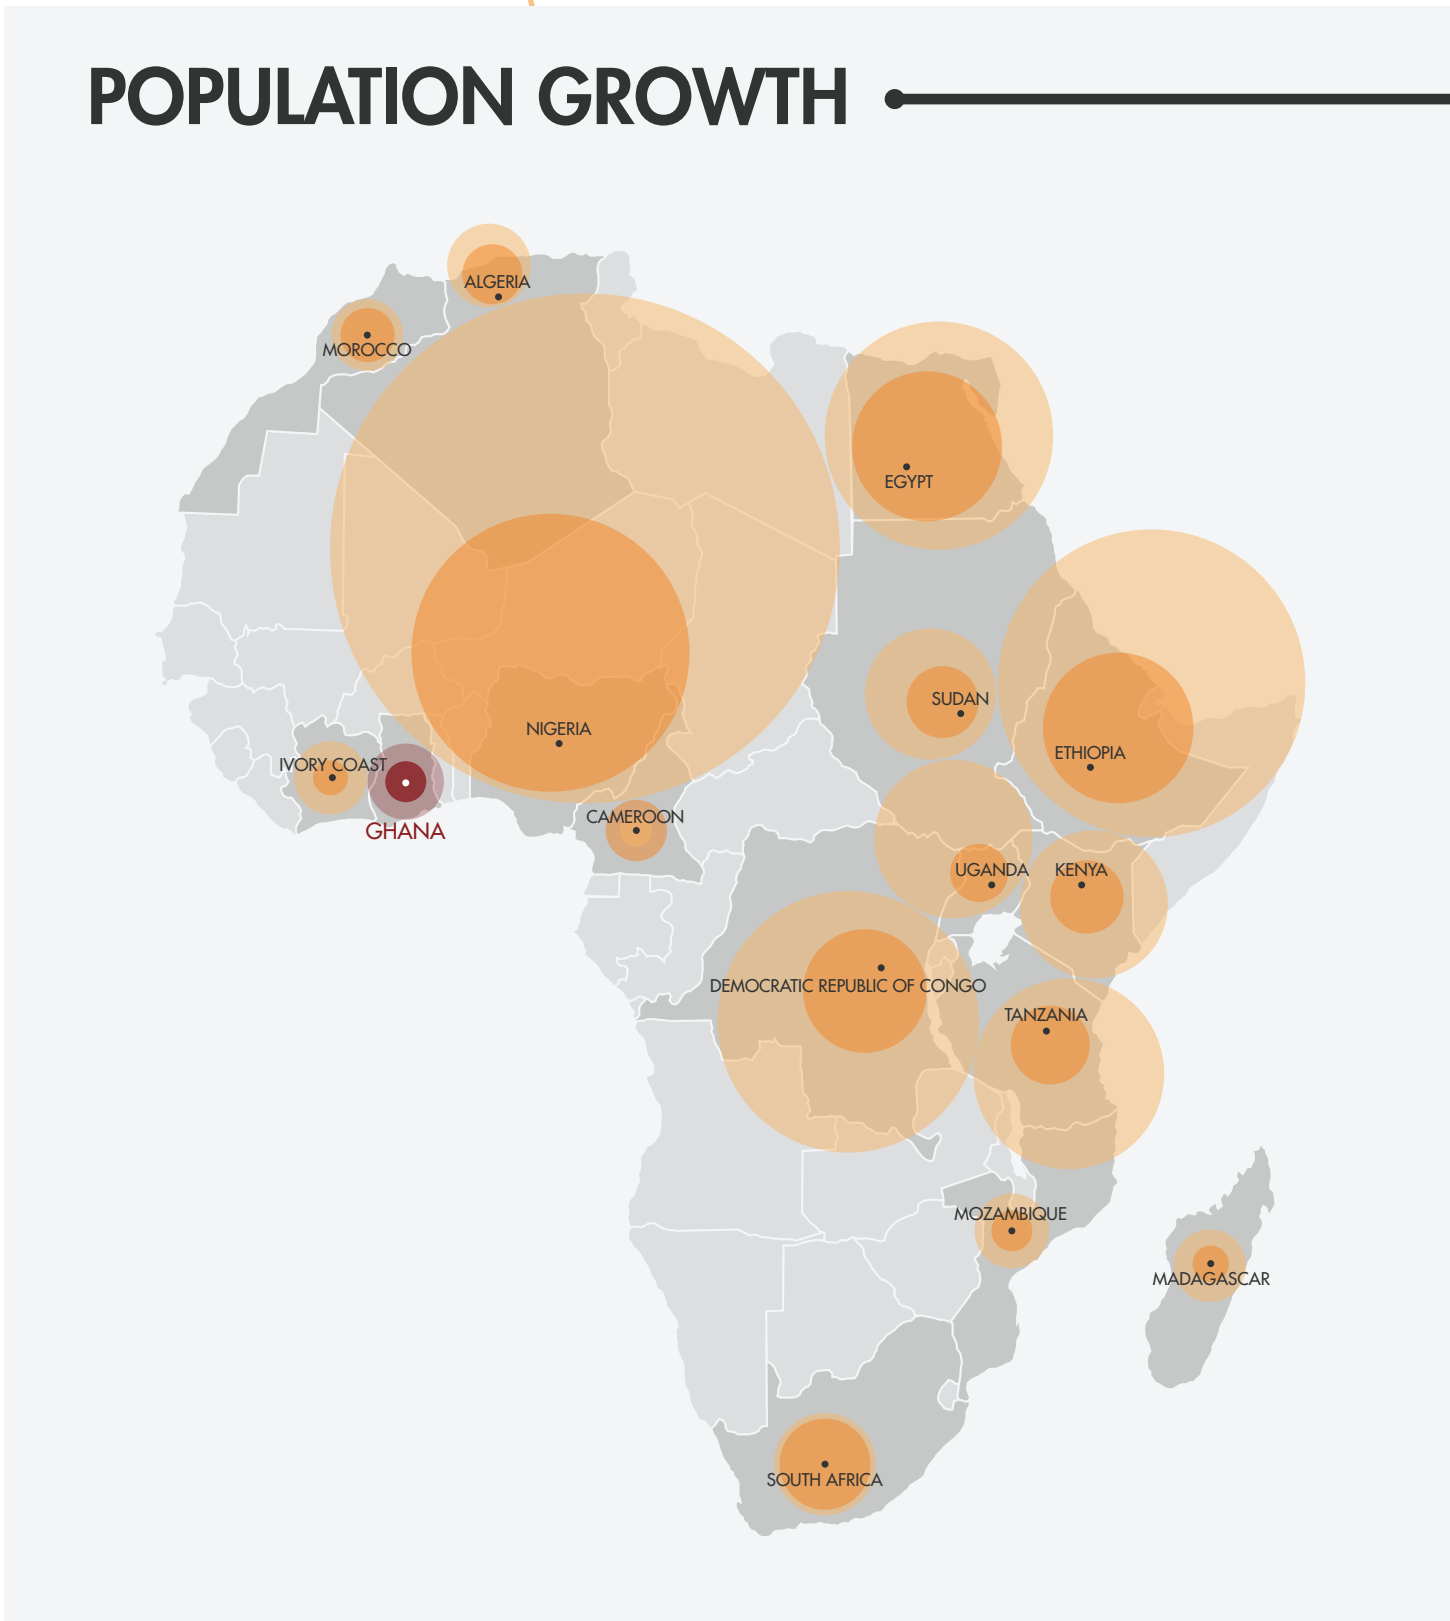 POPULATION GROWTH
ALGERIA
MOROCCO
EGYPT
SUDAN
NIGERIA
ETHIOPIA
IVORY COAST
GHANA
CAMEROON
UGANDA
KENYA
DEMOCRATIC REPUBLIC OF CONGO
TANZANIA
MOZAMBIQUE
MADAGASCAR
SOUTH AFRICA